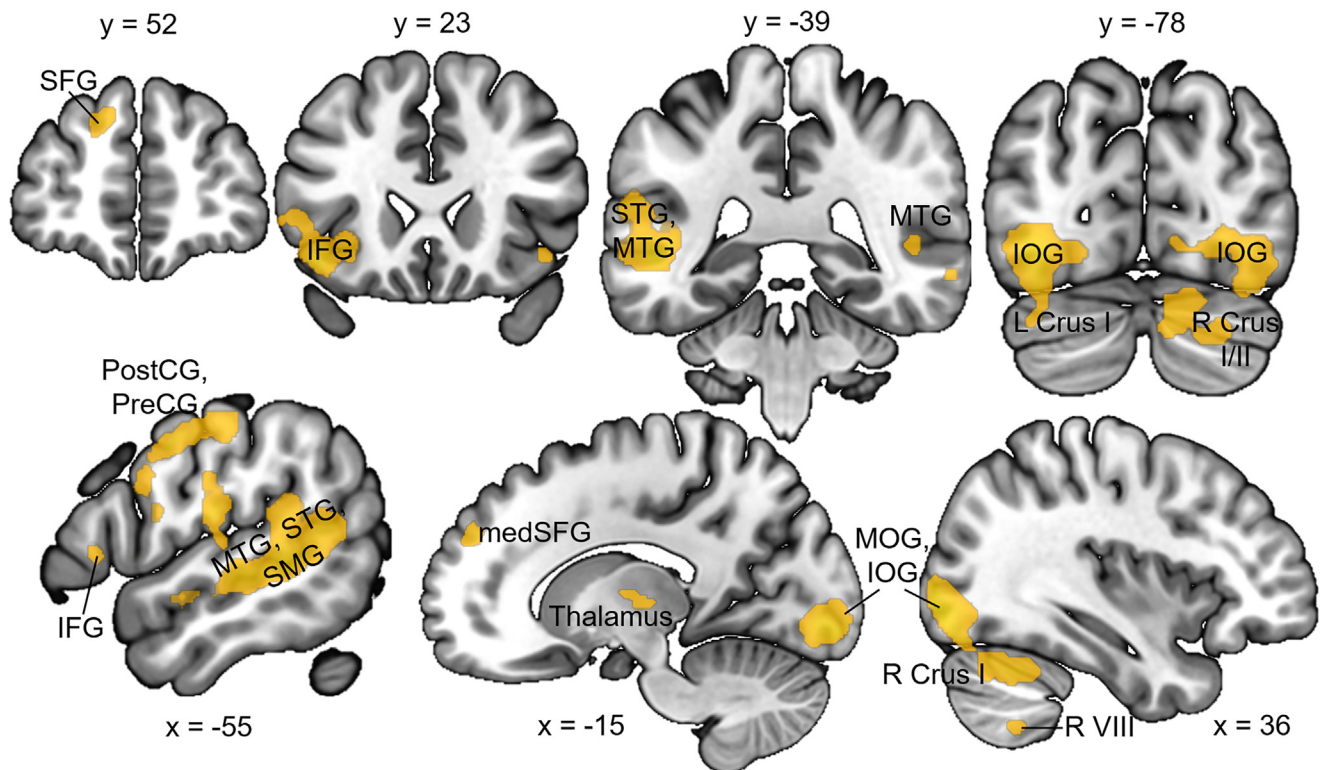 y = 52
y = 23
y = -39
y = -78
SFG
IFG
STG,
MTG
MTG
IOG
IOG
L Crus I
R Crus
I/II
PostCG,
PreCG
MTG, STG,
SMG
IFG
x = -55
medSFG
Thalamus
x = -15
MOG,
IOG
R Crus I
R VIII
x = 36